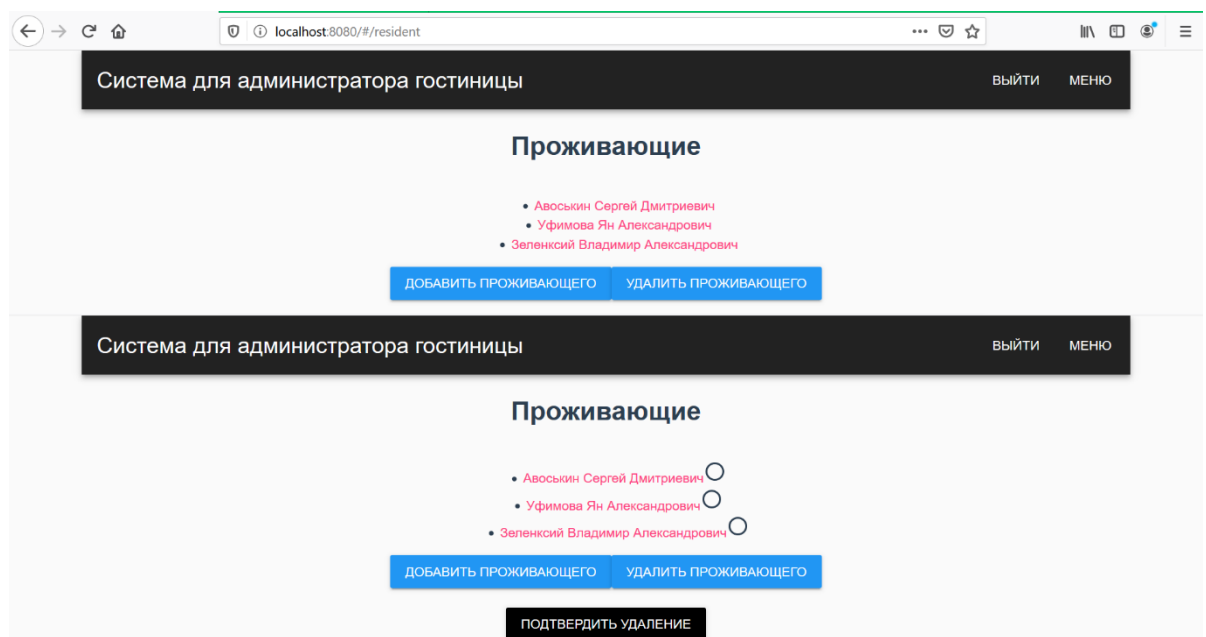 localhost:8080/#/resident
Система для администратора гостиницы ВЫЙТИ МЕНЮ
Проживающие
• Авоськин Сергей Дмитриевич
• Уфимова Ян Александрович
• Зеленксий Владимир Александрович
ДОБАВИТЬ ПРОЖИВАЮЩЕГО УДАЛИТЬ ПРОЖИВАЮЩЕГО
Система для администратора гостиницы ВЫЙТИ МЕНЮ
Проживающие
• Авоськин Сергей Дмитриевич
• Уфимова Ян Александрович
• Зеленксий Владимир Александрович
ДОБАВИТЬ ПРОЖИВАЮЩЕГО УДАЛИТЬ ПРОЖИВАЮЩЕГО
ПОДТВЕРДИТЬ УДАЛЕНИЕ